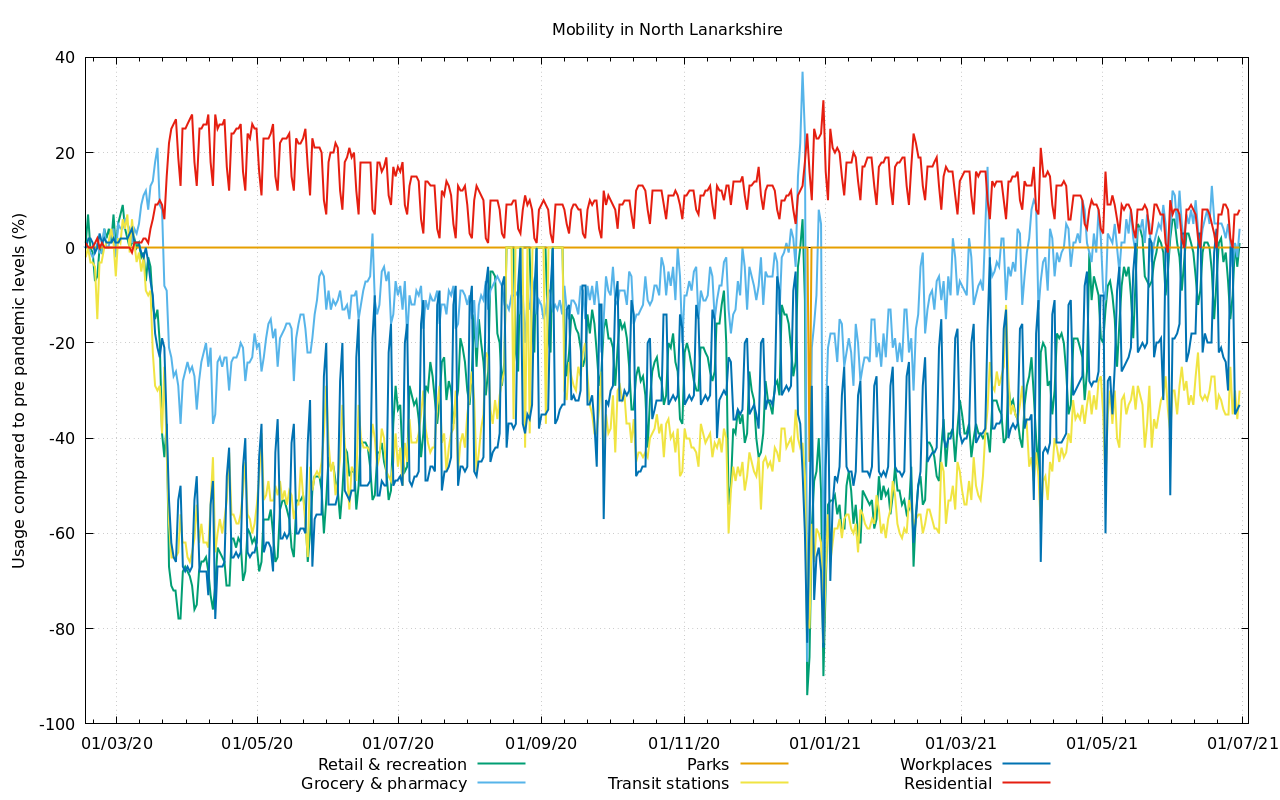 Mobility in North Lanarkshire
Usage compared to pre pandemic levels (%)
40
20
0
-20
-40
-60
-80
-100
01/03/20 01/05/20 01/07/20 01/09/20 01/11/20 01/01/21 01/03/21 01/05/21 01/07/21
Retail & recreation Parks Workplaces
Grocery & pharmacy Transit stations Residential